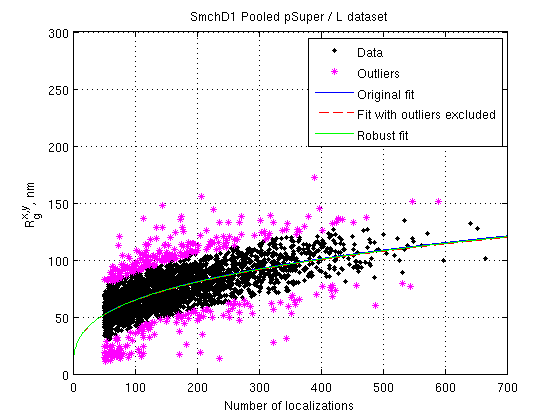 SmchD1 Pooled pSuper / L dataset
300
250
200
150
100
50
0
R_g^{x,y}, nm
Data
Outliers
Original fit
Fit with outliers excluded
Robust fit
0 100 200 300 400 500 600 700
Number of localizations